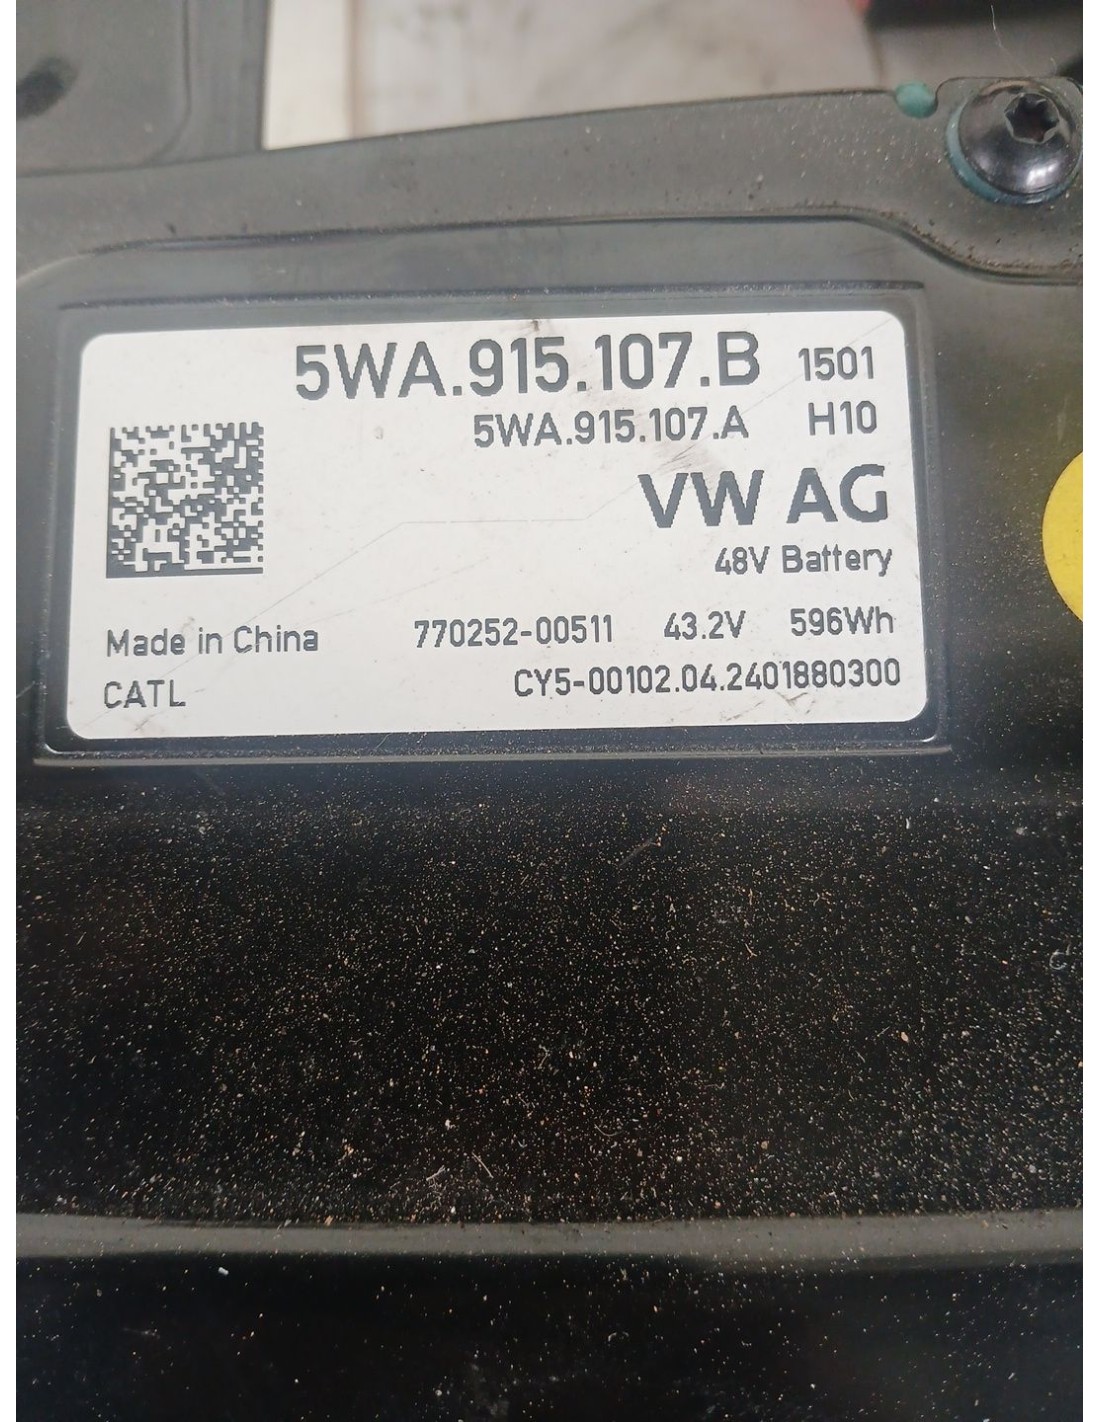 5WA.915.107.B 1501
5WA.915.107.A H10
VW AG
48V Battery
Made in China 770252-00511 43.2V 596Wh
CATL CY5-00102.04.2401880300